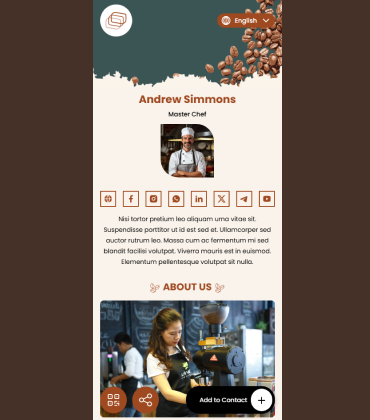 English
Andrew Simmons
Master Chef
Nisi tortor pretium leo aliquam urna vitae sit.
Suspendisse porttitor ut id est sed et. Ullamcorper sed
auctor rutrum leo. Massa cum ac fermentum mi sed
blandit facilisi volutpat. Viverra mauris est in euismod.
Elementum pellentesque volutpat sit nulla.
ABOUT US
Add to Contact